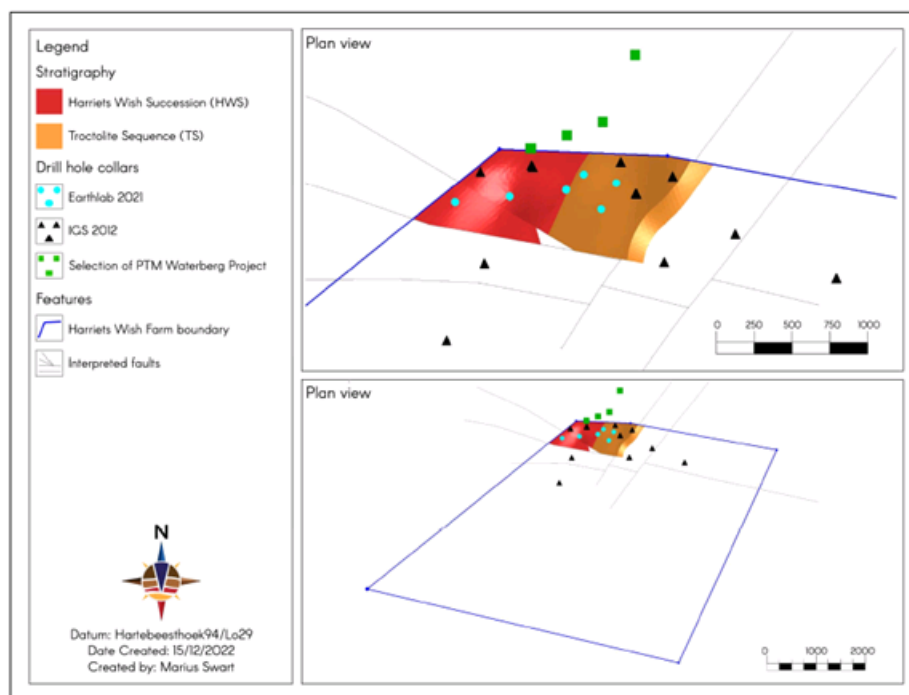 Legend
Stratigraphy
Harriets Wish Succession (HWS)
Troctolite Sequence (TS)
Drill hole collars
Earthlab 2021
IGS 2012
Selection of PTM Waterberg Project
Features
Harriets Wish Farm boundary
Interpreted faults
N
Datum: Hartebeesthoek94/Lo29
Date Created: 15/12/2022
Created by: Marius Swart
Plan view
0 250 500 750 1000
Plan view
0 1000 2000